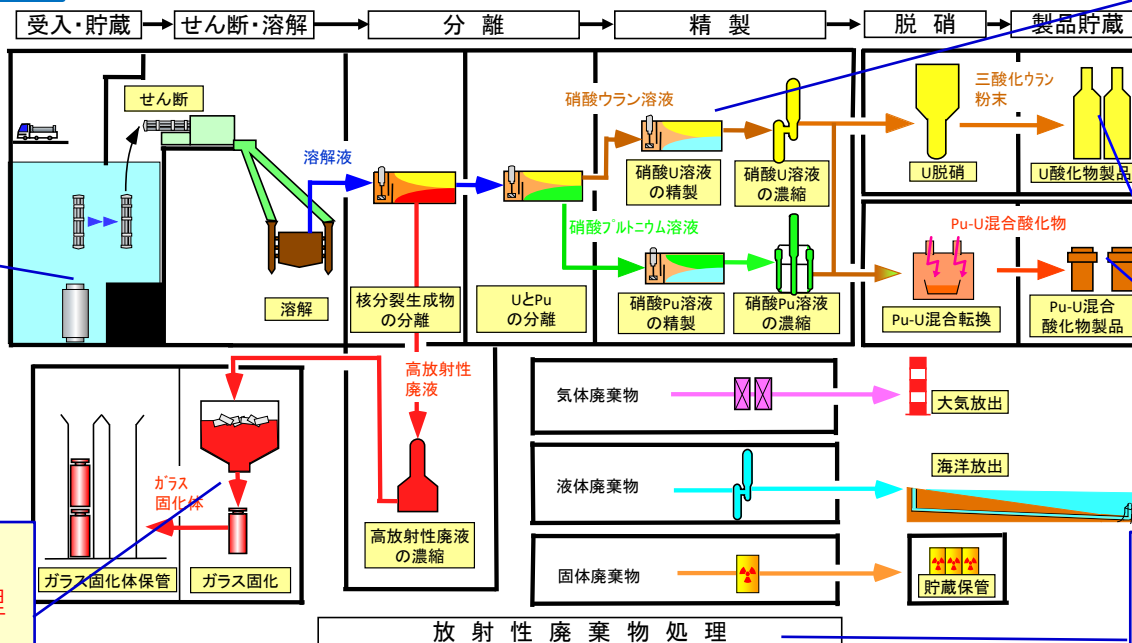 受入・貯蔵
せん断・溶解
分離
精製
脱硝
製品貯蔵
せん断
溶解液
溶解
核分裂生成物
の分離
UとPu
の分離
硝酸ウラン溶液
硝酸U溶液
の精製
硝酸U溶液
の濃縮
硝酸プルトニウム溶液
硝酸Pu溶液
の精製
硝酸Pu溶液
の濃縮
三酸化ウラン
粉末
U脱硝
U酸化物製品
Pu-U混合酸化物
Pu-U混合転換
Pu-U混合
酸化物製品
高放射性
廃液
高放射性廃液
の濃縮
ガラス
固化体
ガラス固化体保管
ガラス固化
気体廃棄物
大気放出
液体廃棄物
海洋放出
固体廃棄物
貯蔵保管
放射性廃棄物処理